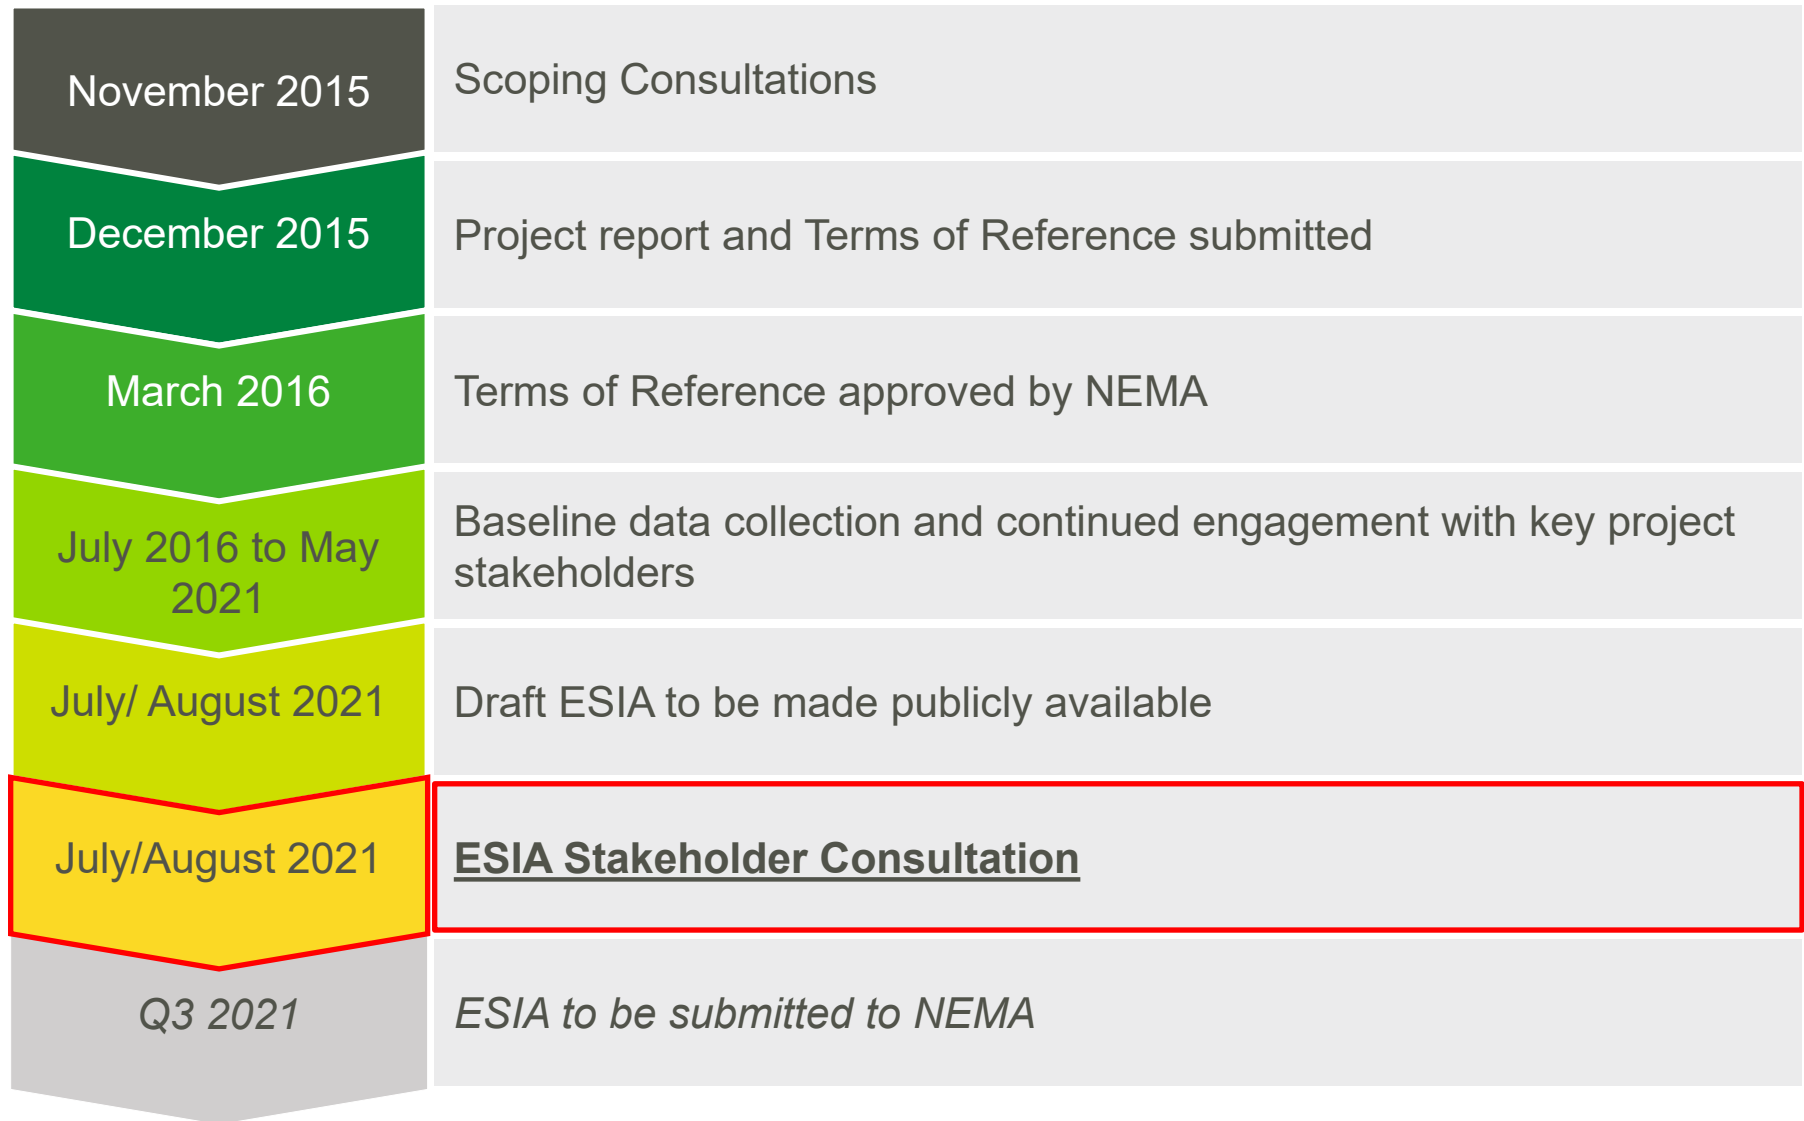 November 2015
Scoping Consultations
December 2015
Project report and Terms of Reference submitted
March 2016
Terms of Reference approved by NEMA
July 2016 to May
2021
Baseline data collection and continued engagement with key project
stakeholders
July/ August 2021
Draft ESIA to be made publicly available
July/August 2021
ESIA Stakeholder Consultation
Q3 2021
ESIA to be submitted to NEMA